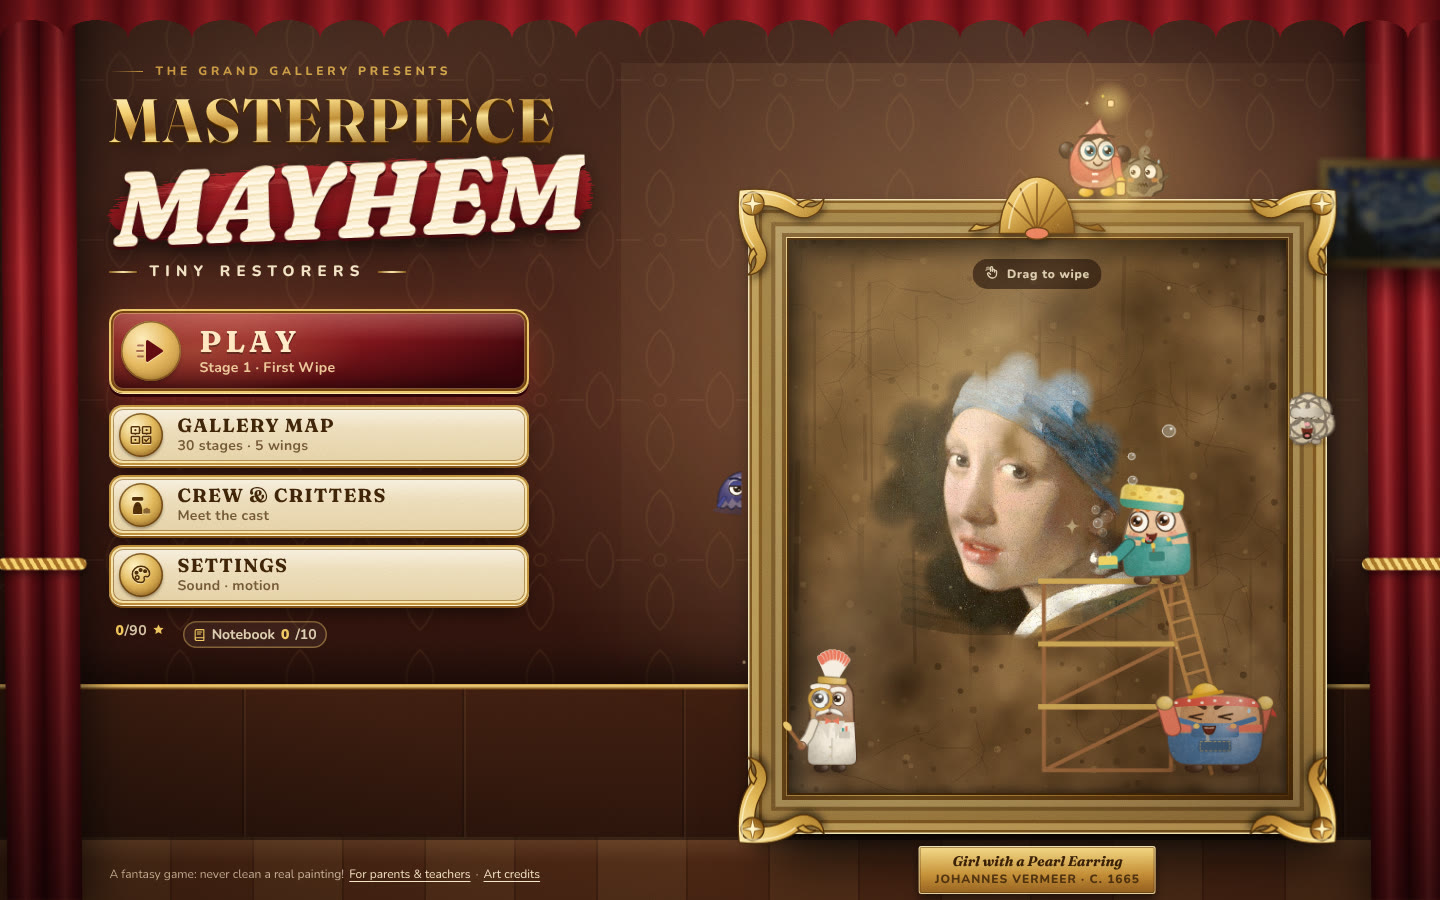 THE GRAND GALLERY PRESENTS
MASTERPIECE
MAYHEM
TINY RESTORERS
PLAY
Stage 1 · First Wipe
GALLERY MAP
30 stages · 5 wings
CREW & CRITTERS
Meet the cast
SETTINGS
Sound · motion
0/90 ★ Notebook 0 /10
A fantasy game: never clean a real painting! For parents & teachers · Art credits
Drag to wipe
Girl with a Pearl Earring
JOHANNES VERMEER · C. 1665